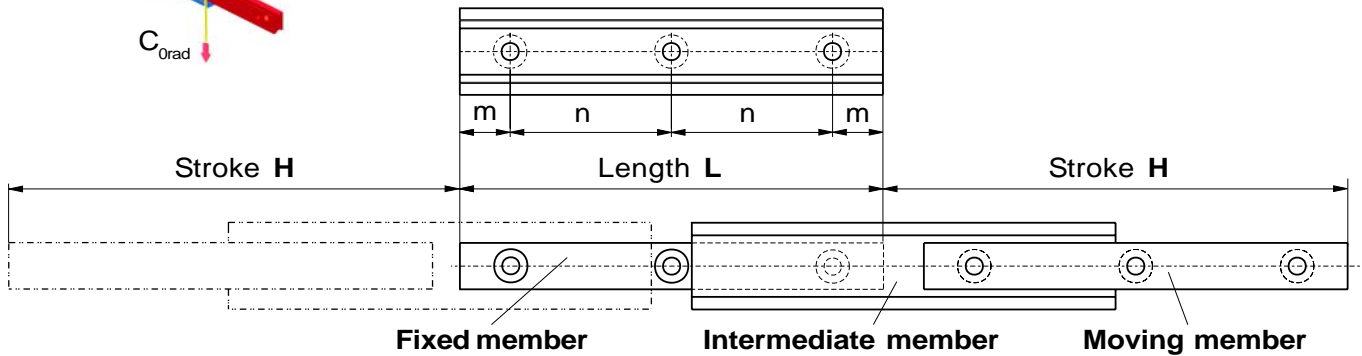 C0rad
m n n m
Stroke H Length L Stroke H
Fixed member Intermediate member Moving member